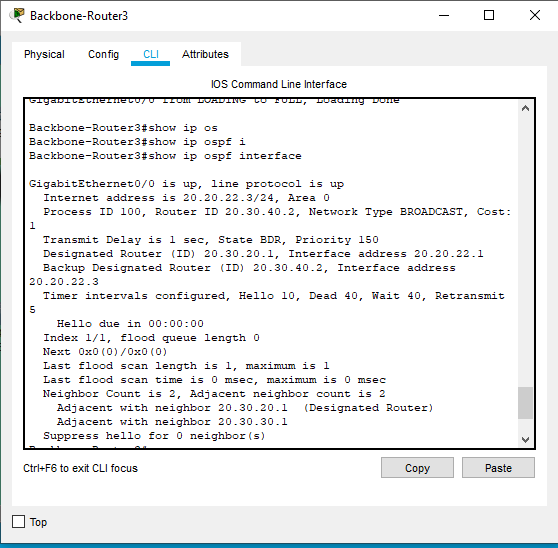 Backbone-Router3
Physical Config CLI Attributes
IOS Command Line Interface
GigabitEthernet0/0 from LOADING to FULL, Loading Done
Backbone-Router3#show ip os
Backbone-Router3#show ip ospf i
Backbone-Router3#show ip ospf interface
GigabitEthernet0/0 is up, line protocol is up
Internet address is 20.20.22.3/24, Area 0
Process ID 100, Router ID 20.30.40.2, Network Type BROADCAST, Cost:
1
Transmit Delay is 1 sec, State BDR, Priority 150
Designated Router (ID) 20.30.20.1, Interface address 20.20.22.1
Backup Designated Router (ID) 20.30.40.2, Interface address
20.20.22.3
Timer intervals configured, Hello 10, Dead 40, Wait 40, Retransmit
5
Hello due in 00:00:00
Index 1/1, flood queue length 0
Next 0x0(0)/0x0(0)
Last flood scan length is 1, maximum is 1
Last flood scan time is 0 msec, maximum is 0 msec
Neighbor Count is 2, Adjacent neighbor count is 2
Adjacent with neighbor 20.30.20.1 (Designated Router)
Adjacent with neighbor 20.30.30.1
Suppress hello for 0 neighbor(s)
Ctrl+F6 to exit CLI focus
Copy Paste
Top